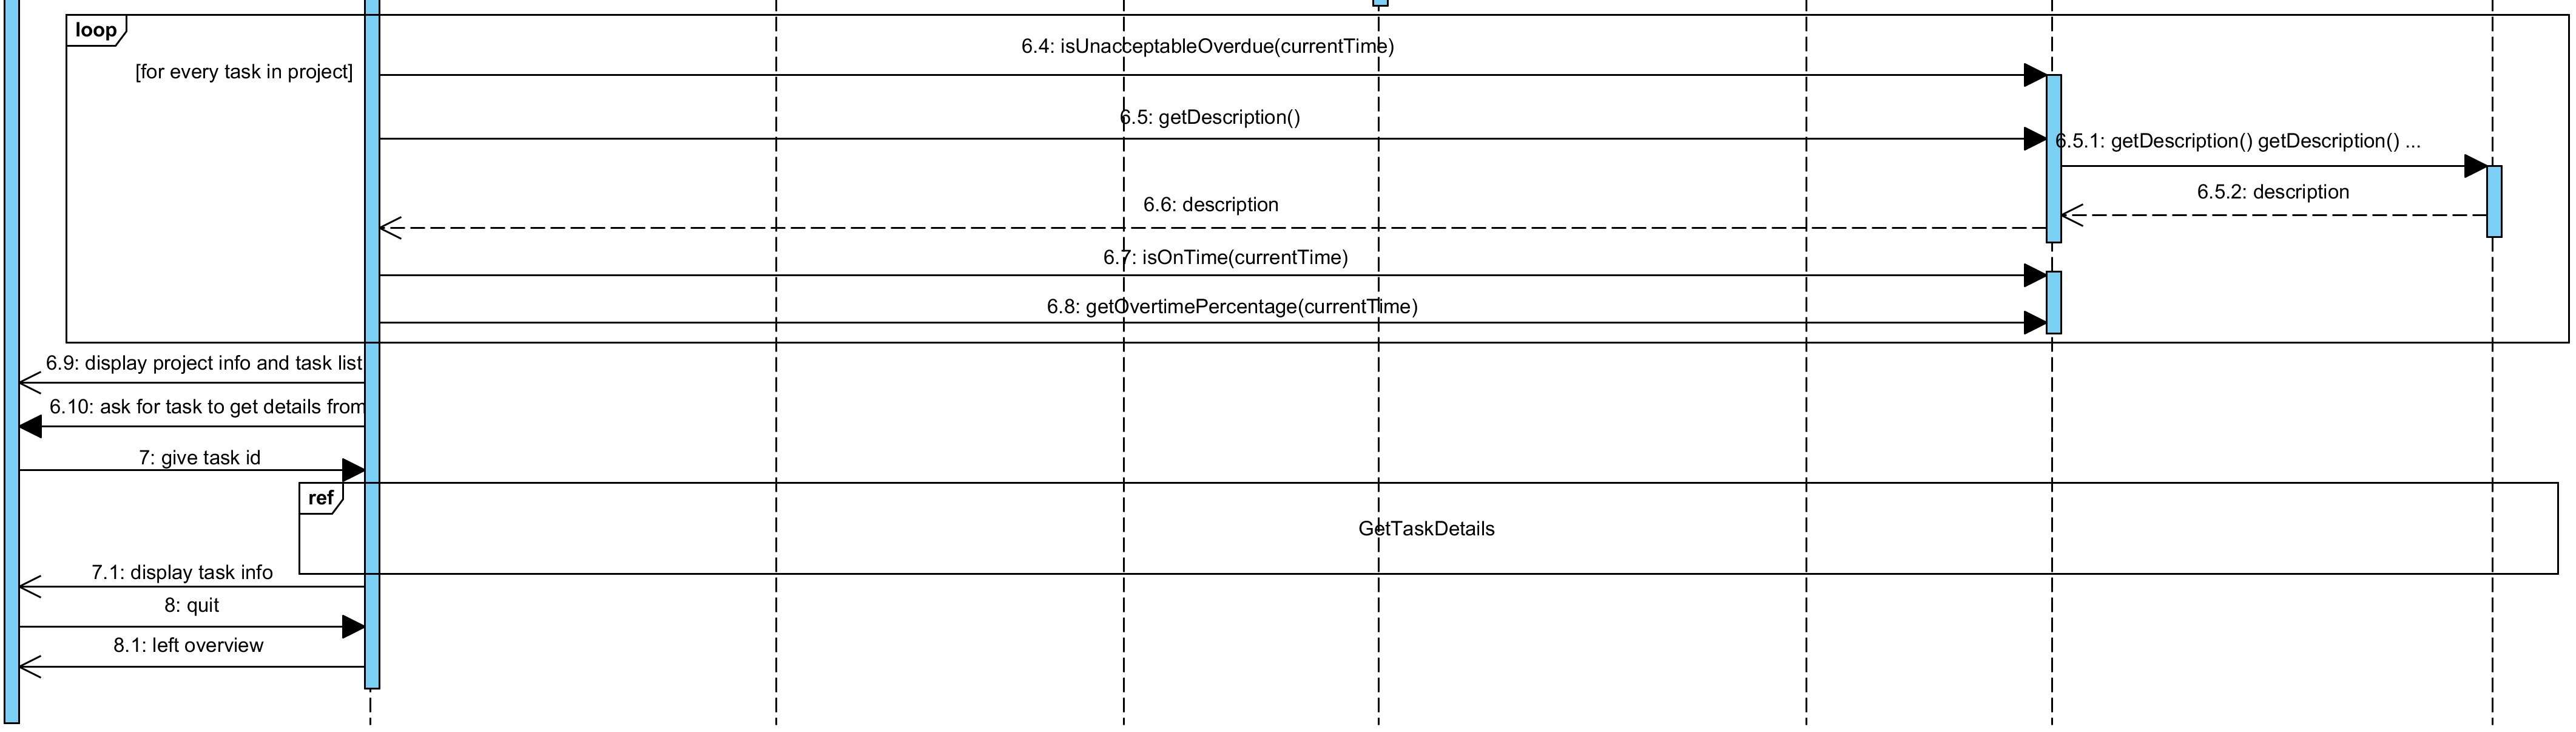 loop
6.4: isUnacceptableOverdue(currentTime)
[for every task in project]
6.5: getDescription()
6.5.1: getDescription() getDescription() ...
6.5.2: description
6.6: description
6.7: isOnTime(currentTime)
6.8: getOvertimePercentage(currentTime)
6.9: display project info and task list
6.10: ask for task to get details from
7: give task id
ref
GetTaskDetails
7.1: display task info
8: quit
8.1: left overview